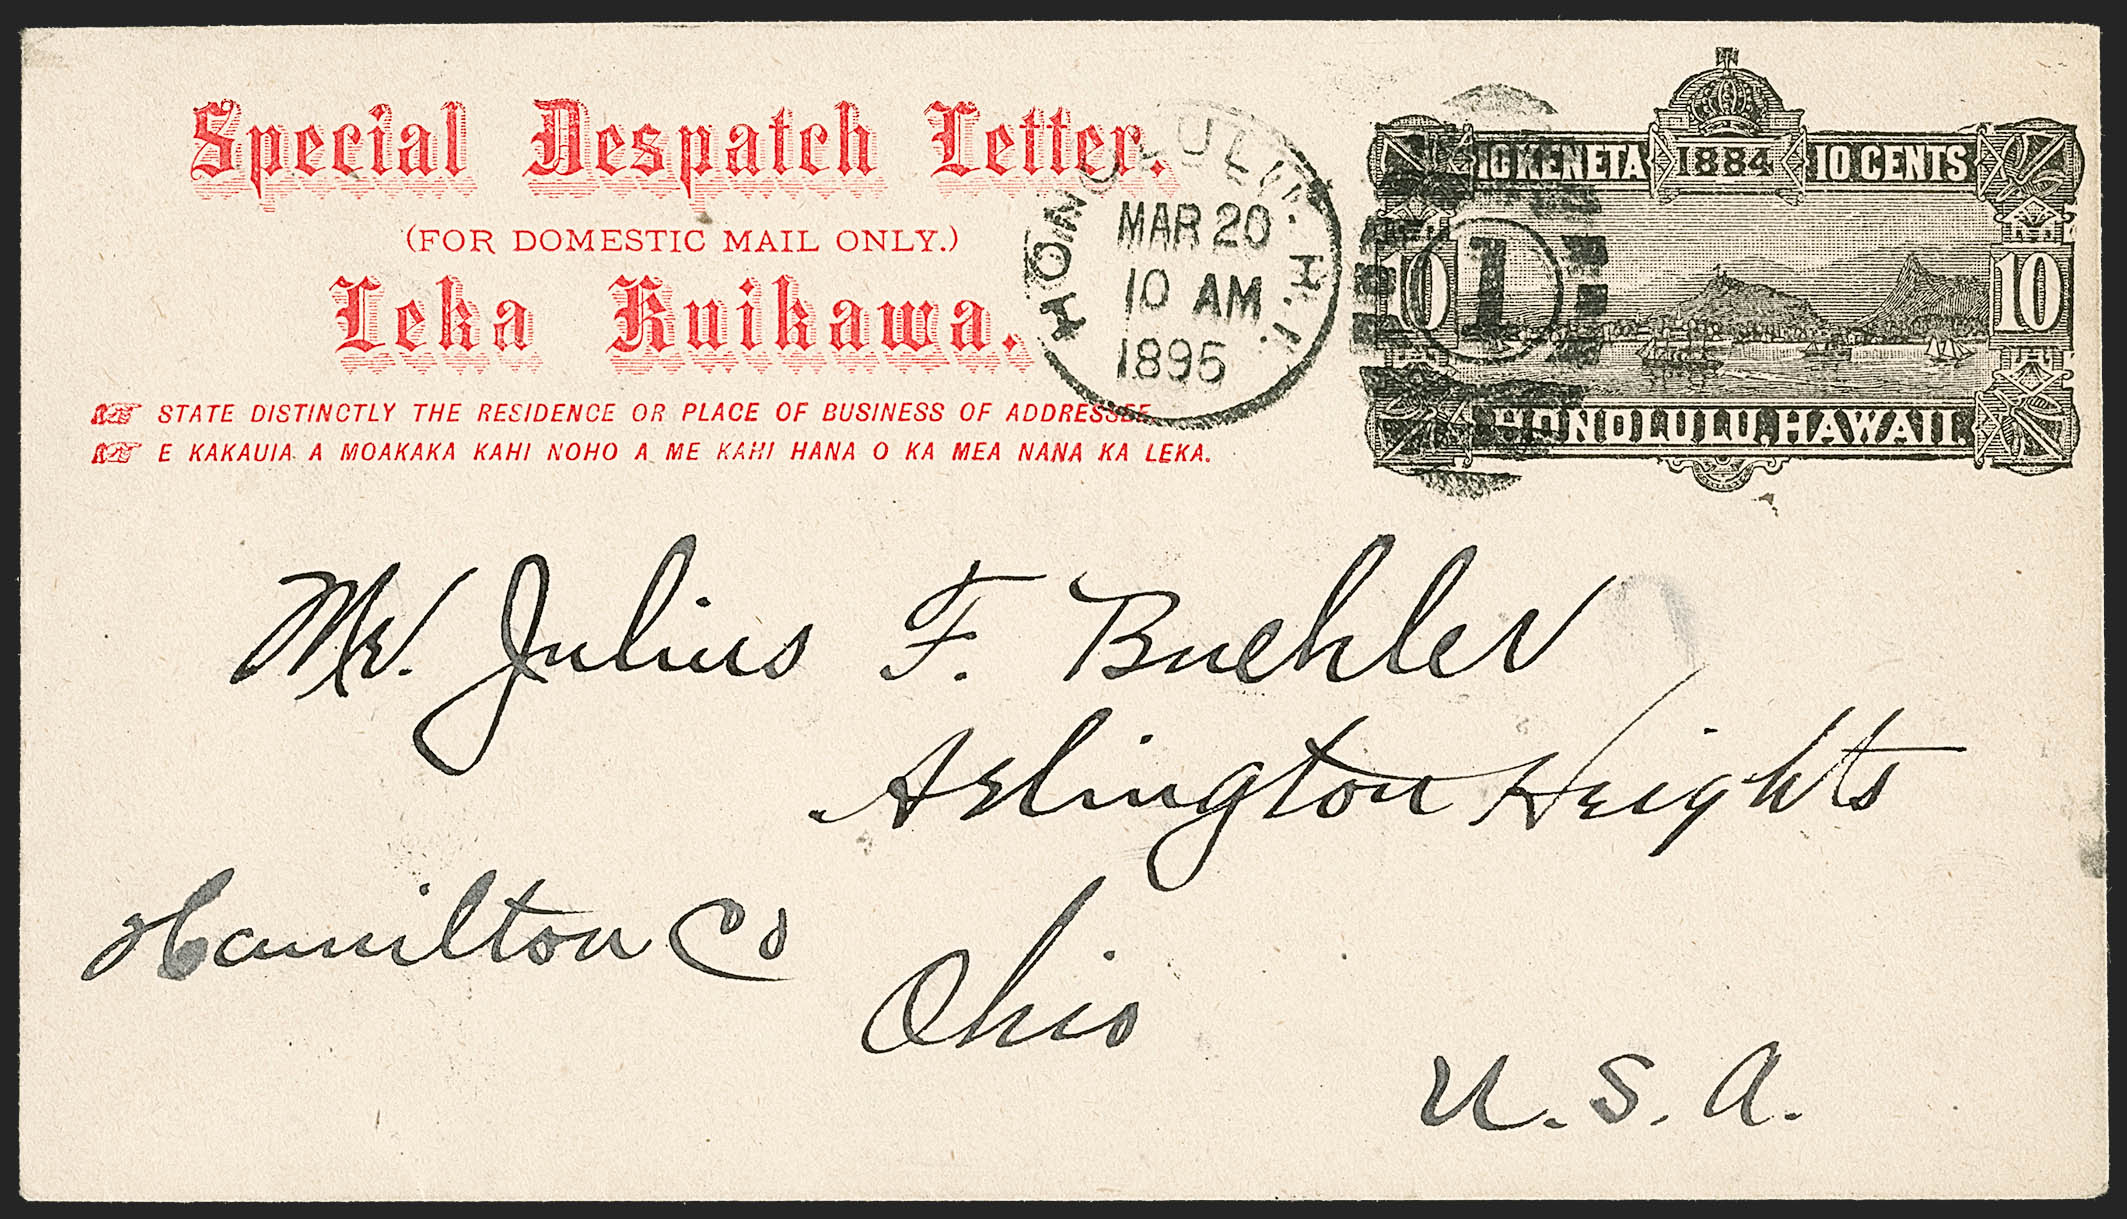 Special Despatch Letter.
(FOR DOMESTIC MAIL ONLY.)
Leka Kuikawa.
☞ STATE DISTINCTLY THE RESIDENCE OR PLACE OF BUSINESS OF ADDRESSEE.
☞ E KAKAUIA A MOAKAKA KAHI NOHO A ME KAHI HANA O KA MEA NANA KA LEKA.
HONOLULU. H.I.
MAR 20
10 AM
1895
10 KENETA 1884 10 CENTS
10 1 10
HONOLULU, HAWAII.
Mr. Julius F. Buehler
Arlington Heights
Hamilton Co
Ohio
U. S. A.